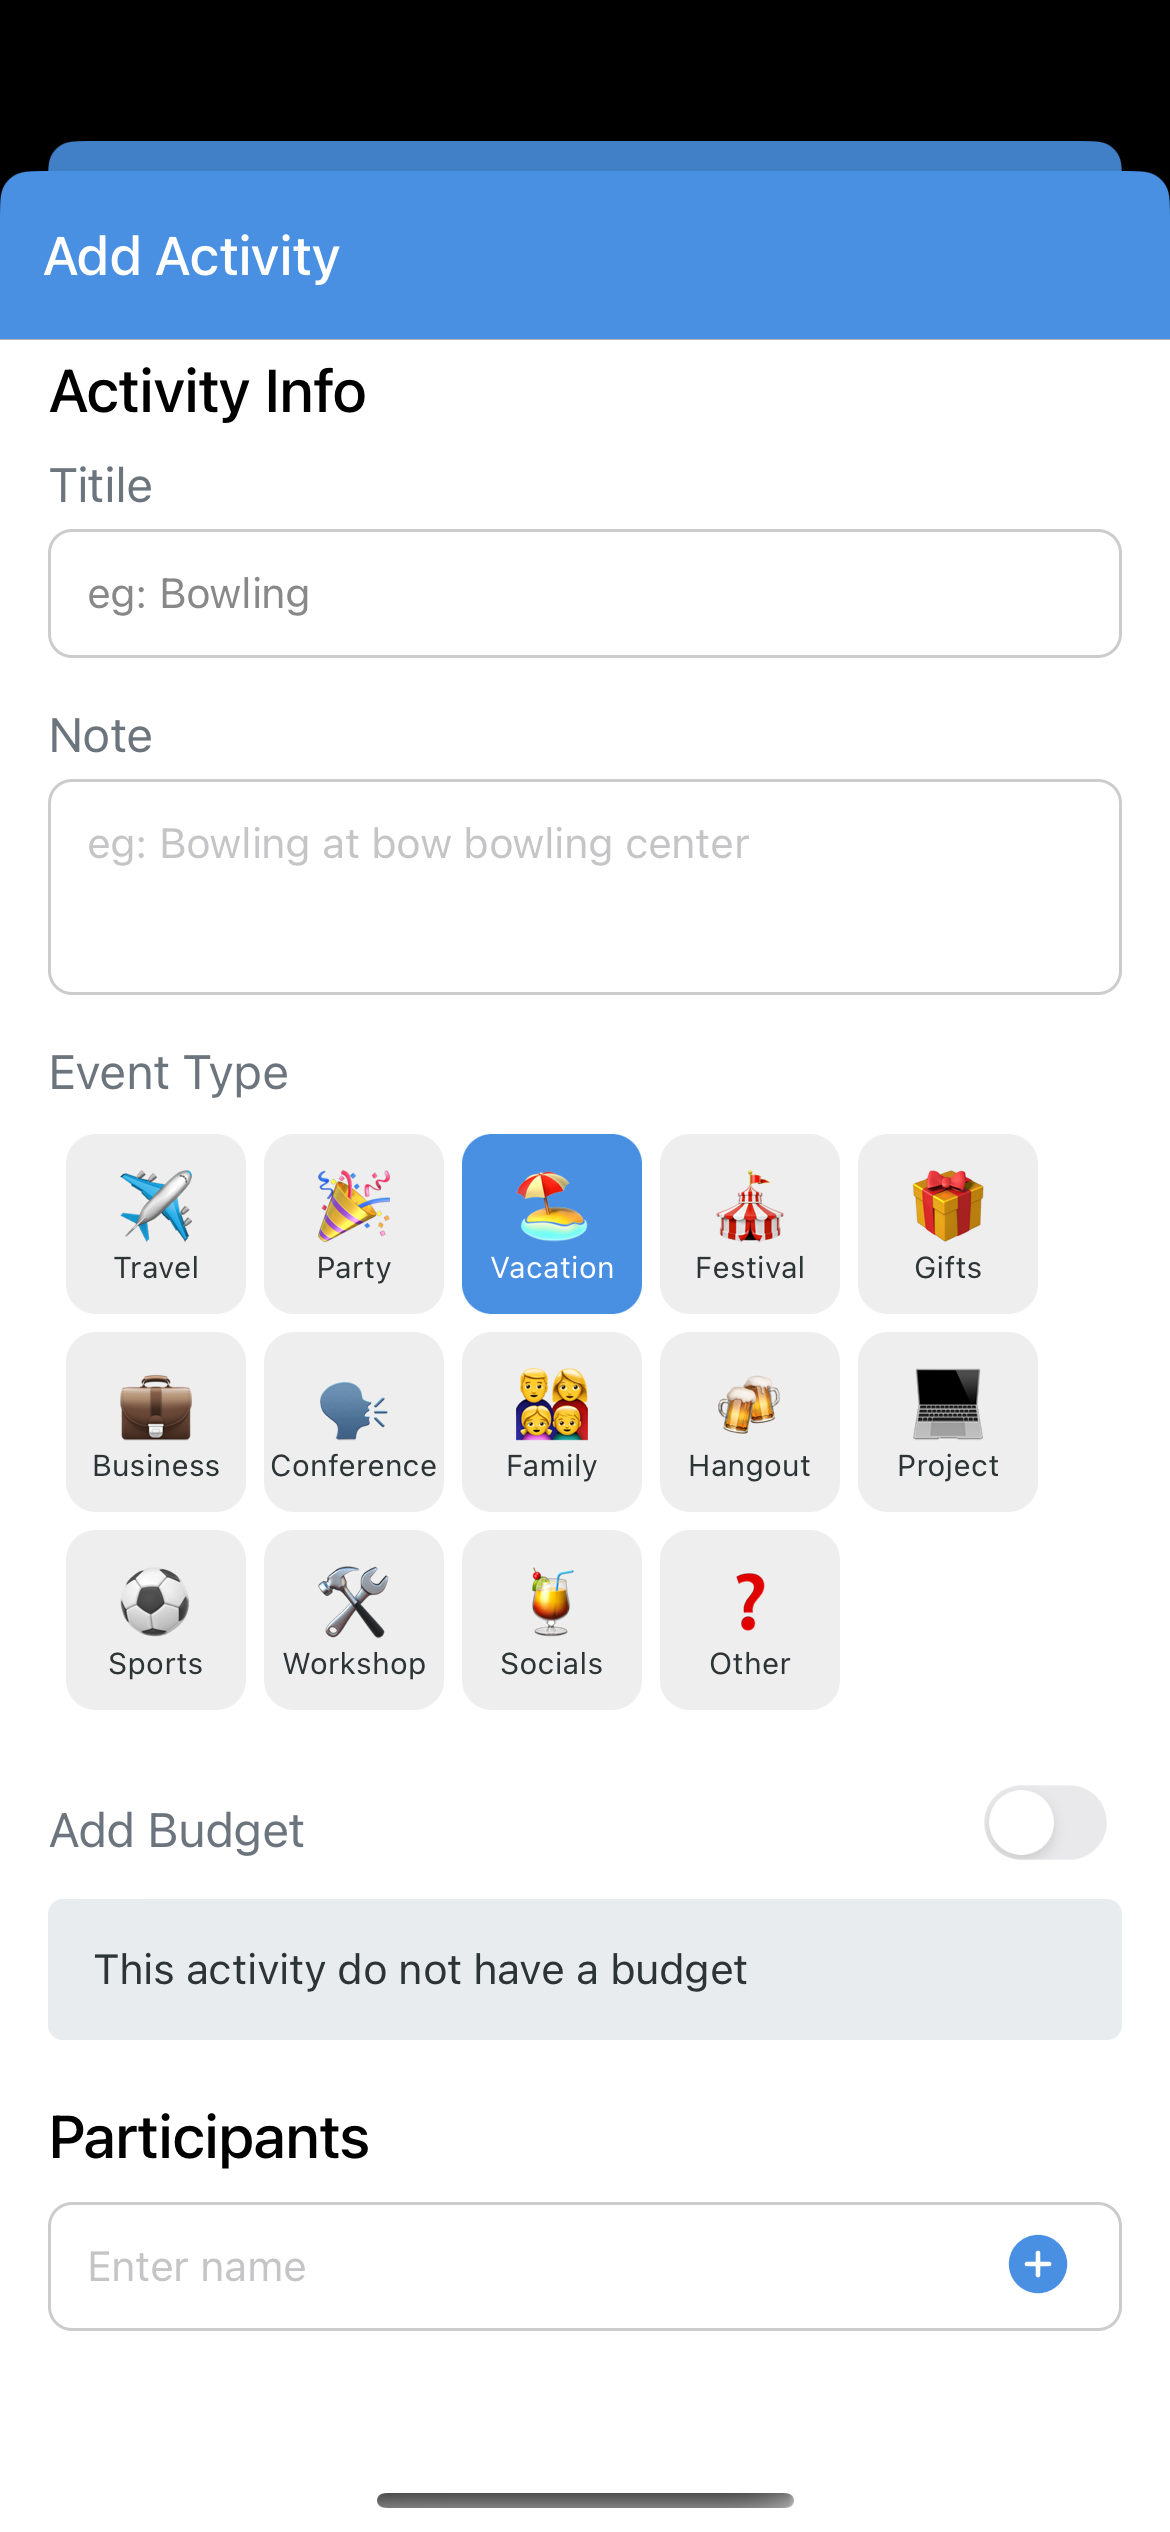 Add Activity
Activity Info
Titile
eg: Bowling
Note
eg: Bowling at bow bowling center
Event Type
Travel Party Vacation Festival Gifts
Business Conference Family Hangout Project
Sports Workshop Socials Other
Add Budget
This activity do not have a budget
Participants
Enter name